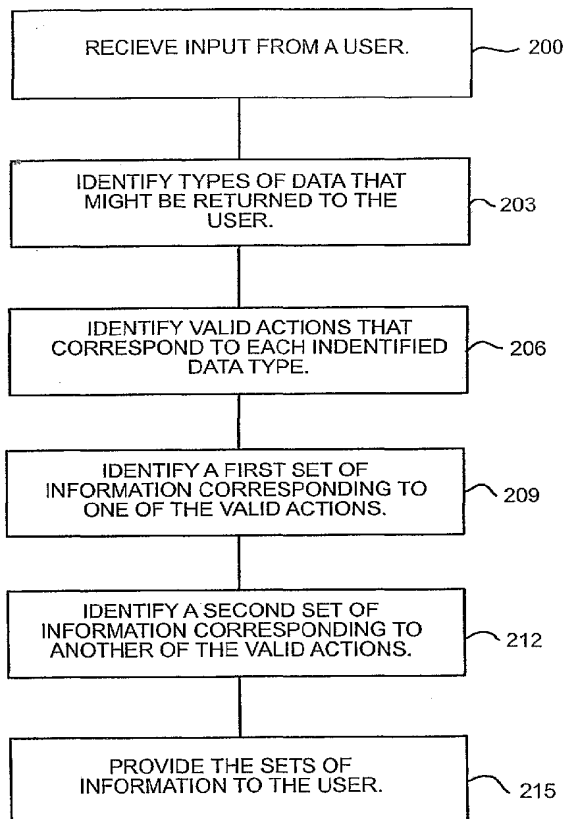 RECIEVE INPUT FROM A USER.
200
IDENTIFY TYPES OF DATA THAT
MIGHT BE RETURNED TO THE
USER.
203
IDENTIFY VALID ACTIONS THAT
CORRESPOND TO EACH INDENTIFIED
DATA TYPE.
206
IDENTIFY A FIRST SET OF
INFORMATION CORRESPONDING TO
ONE OF THE VALID ACTIONS.
209
IDENTIFY A SECOND SET OF
INFORMATION CORRESPONDING TO
ANOTHER OF THE VALID ACTIONS.
212
PROVIDE THE SETS OF
INFORMATION TO THE USER.
215